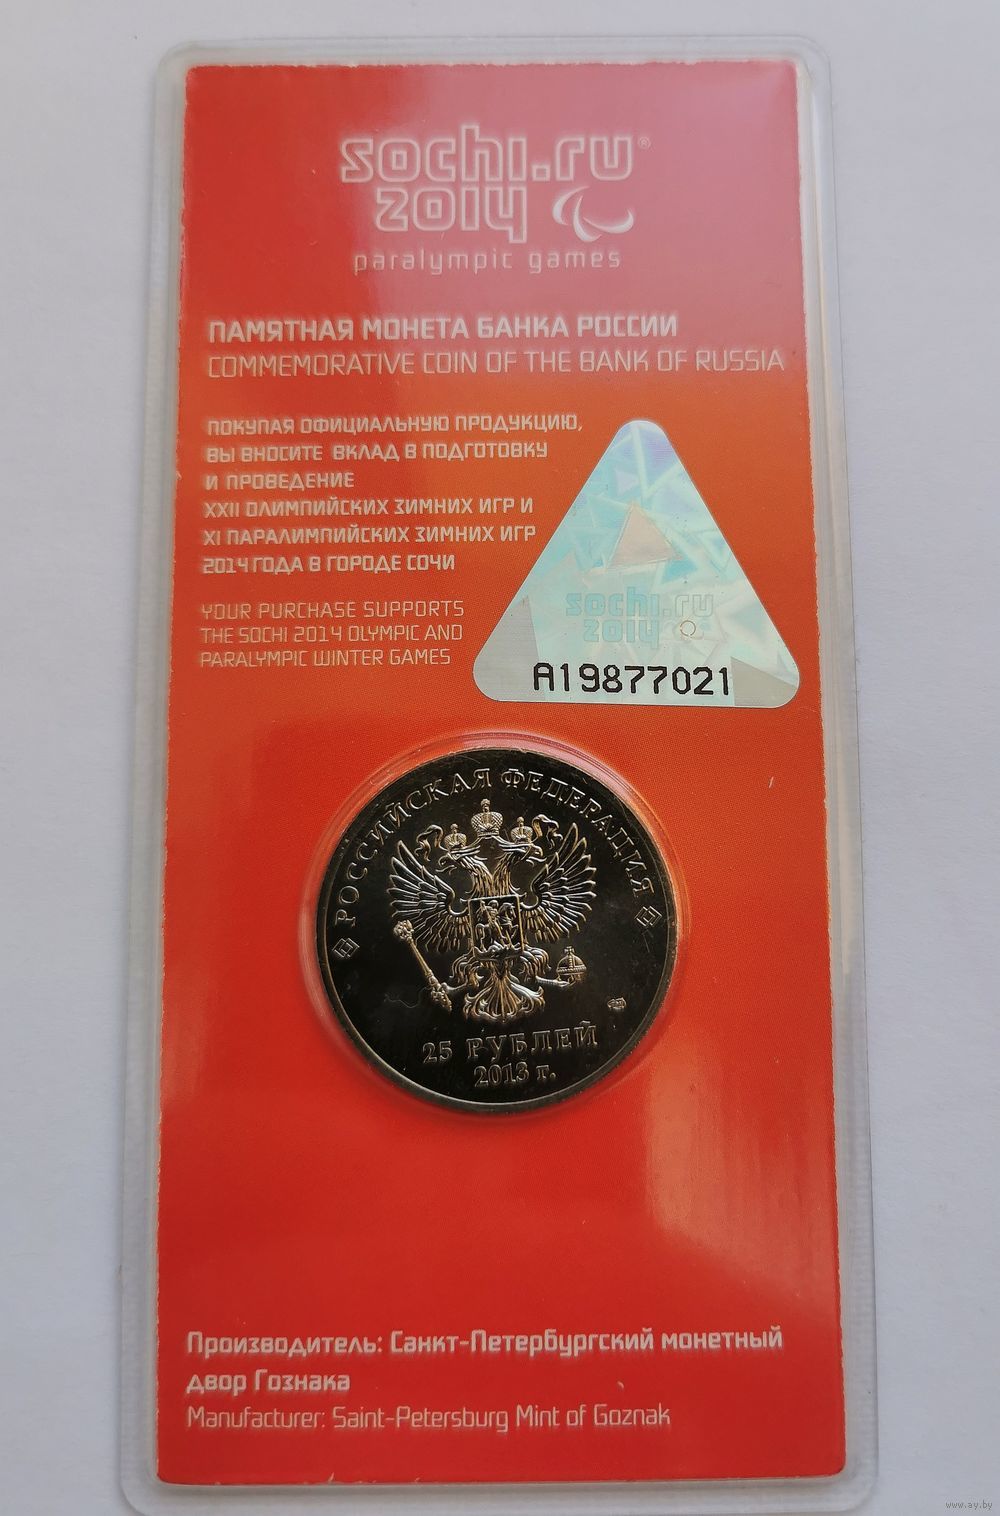 sochi.ru®
2014
paralympic games
ПАМЯТНАЯ МОНЕТА БАНКА РОССИИ
COMMEMORATIVE COIN OF THE BANK OF RUSSIA
ПОКУПАЯ ОФИЦИАЛЬНУЮ ПРОДУКЦИЮ,
ВЫ ВНОСИТЕ ВКЛАД В ПОДГОТОВКУ
И ПРОВЕДЕНИЕ
XXII ОЛИМПИЙСКИХ ЗИМНИХ ИГР И
XI ПАРАЛИМПИЙСКИХ ЗИМНИХ ИГР
2014 ГОДА В ГОРОДЕ СОЧИ
YOUR PURCHASE SUPPORTS
THE SOCHI 2014 OLYMPIC AND
PARALYMPIC WINTER GAMES
sochi.ru
2014
A19877021
РОССИЙСКАЯ ФЕДЕРАЦИЯ
25 РУБЛЕЙ
2013 г.
Производитель: Санкт-Петербургский монетный
двор Гознака
Manufacturer: Saint-Petersburg Mint of Goznak
www.ay.by